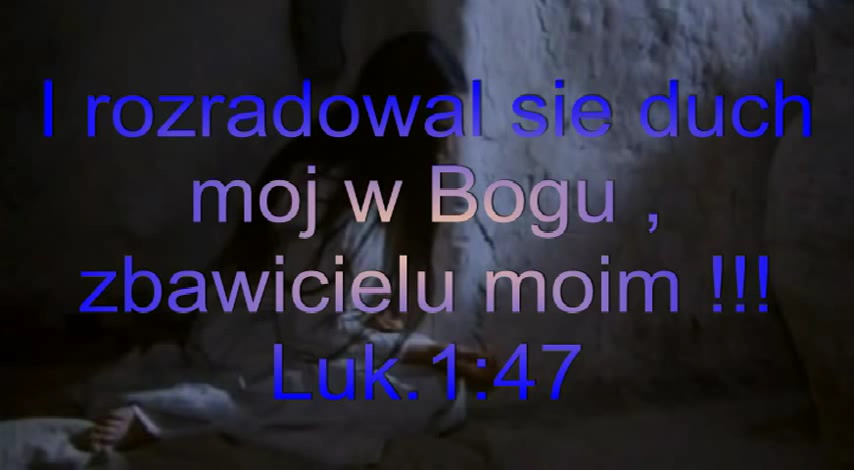 I rozradowal sie duch
moj w Bogu ,
zbawicielu moim !!!
Luk.1:47